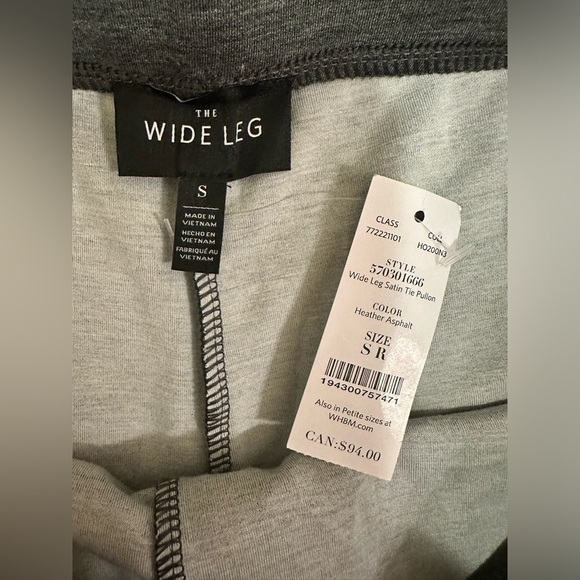 THE
WIDE LEG
S
MADE IN
VIETNAM
HECHO EN
VIETNAM
FABRIQUÉ AU
VIETNAM
CLASS
772221101
HO200N3
STYLE
570301666
Wide Leg Satin Tie Pullon
COLOR
Heather Asphalt
SIZE
S R
194300757471
Also in Petite sizes at
WHBM.com
CAN:$94.00